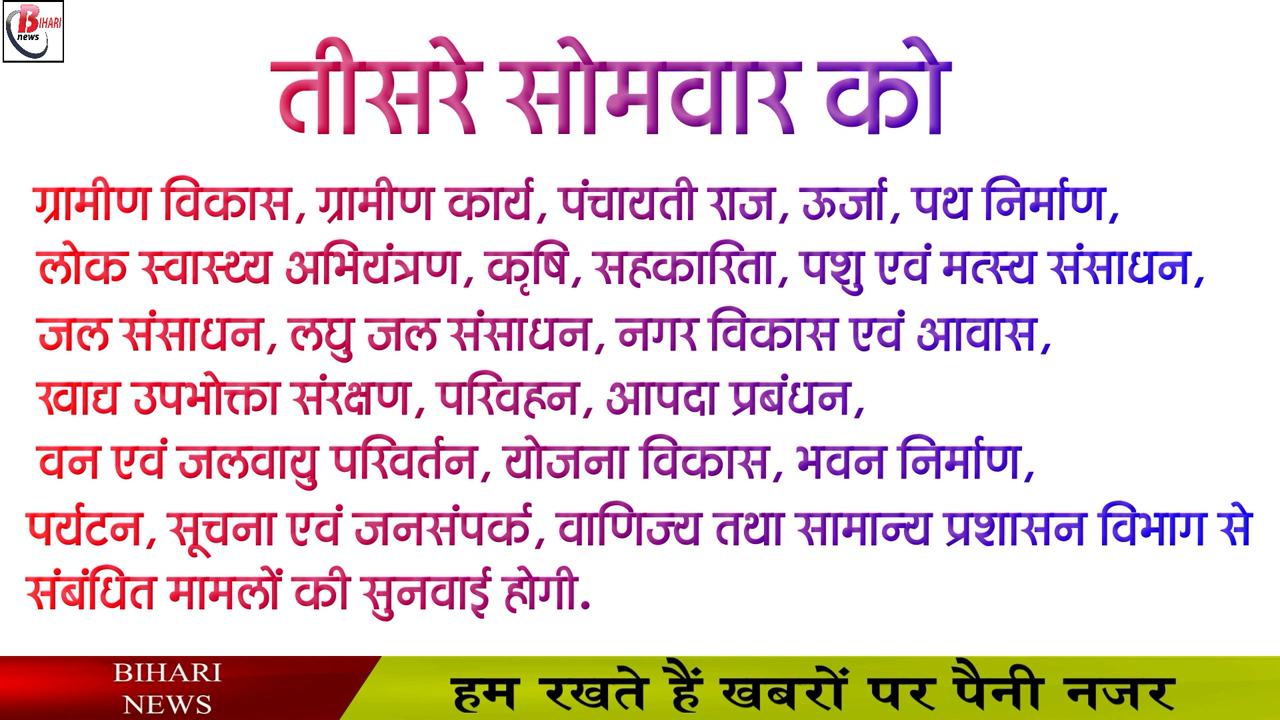 BIHARI
news
तीसरे सोमवार को
ग्रामीण विकास, ग्रामीण कार्य, पंचायती राज, ऊर्जा, पथ निर्माण,
लोक स्वास्थ्य अभियंत्रण, कृषि, सहकारिता, पशु एवं मत्स्य संसाधन,
जल संसाधन, लघु जल संसाधन, नगर विकास एवं आवास,
खाद्य उपभोक्ता संरक्षण, परिवहन, आपदा प्रबंधन,
वन एवं जलवायु परिवर्तन, योजना विकास, भवन निर्माण,
पर्यटन, सूचना एवं जनसंपर्क, वाणिज्य तथा सामान्य प्रशासन विभाग से
संबंधित मामलों की सुनवाई होगी.
BIHARI
NEWS
हम रखते हैं खबरों पर पैनी नजर